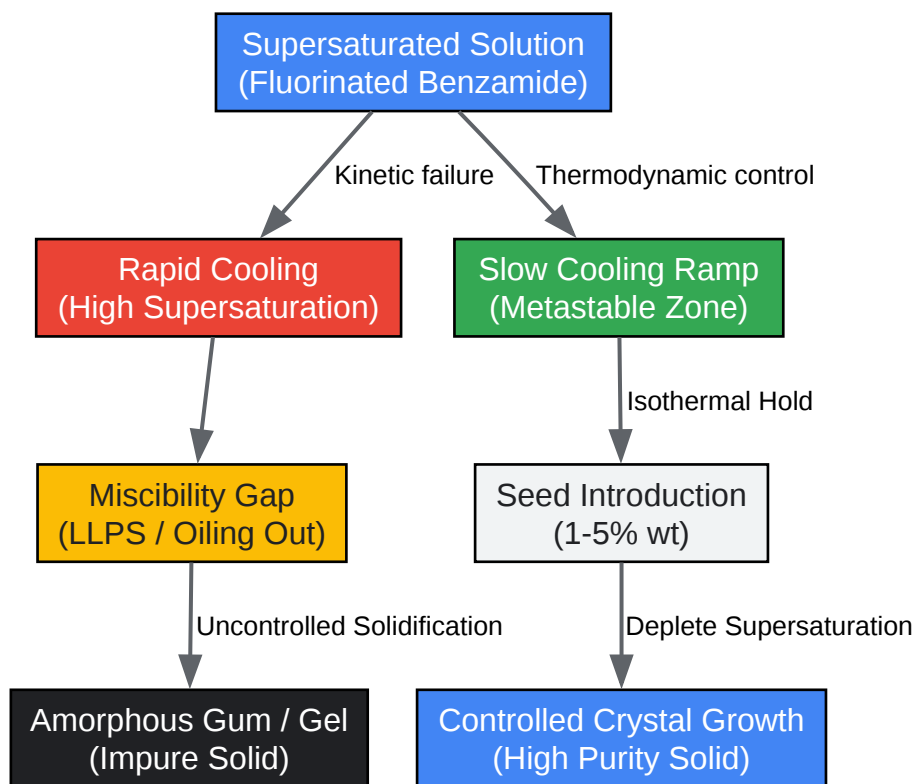 Supersaturated Solution
(Fluorinated Benzamide)
Kinetic failure
Thermodynamic control
Rapid Cooling
(High Supersaturation)
Slow Cooling Ramp
(Metastable Zone)
Isothermal Hold
Miscibility Gap
(LLPS / Oiling Out)
Seed Introduction
(1-5% wt)
Uncontrolled Solidification
Deplete Supersaturation
Amorphous Gum / Gel
(Impure Solid)
Controlled Crystal Growth
(High Purity Solid)